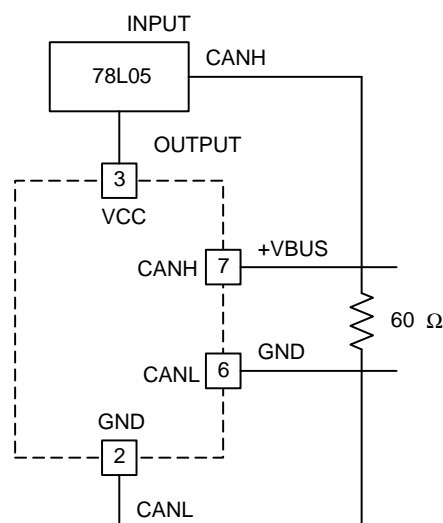 INPUT
78L05
CANH
OUTPUT
3
VCC
CANH
7
+VBUS
60 Ω
CANL
6
GND
GND
2
CANL